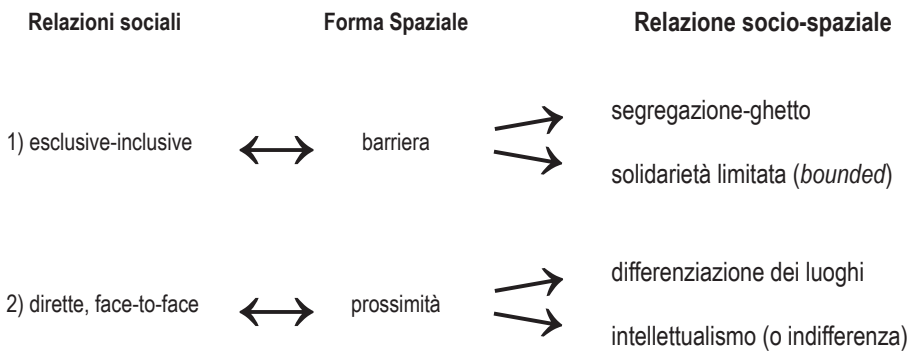 Relazioni sociali Forma Spaziale Relazione socio-spaziale
segregazione-ghetto
1) esclusive-inclusive barriera
solidarietà limitata (bounded)
differenziazione dei luoghi
2) dirette, face-to-face prossimità
intellettualismo (o indifferenza)